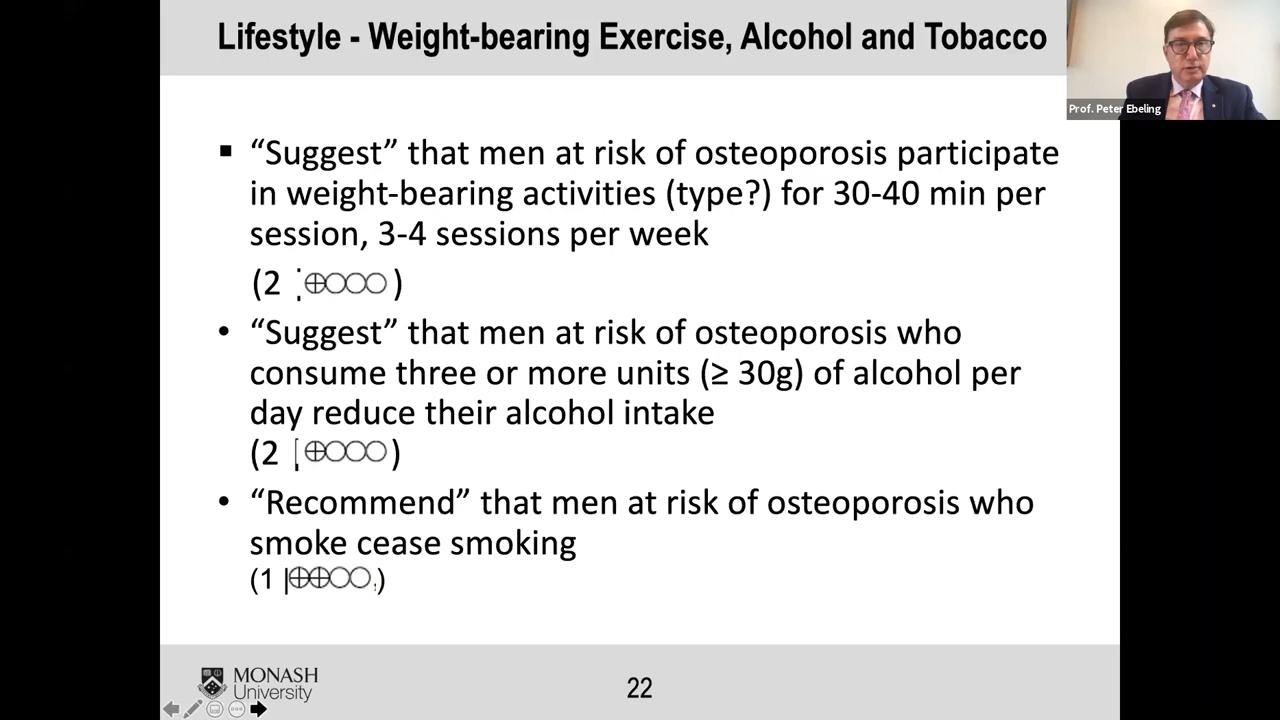 Lifestyle - Weight-bearing Exercise, Alcohol and Tobacco
Prof. Peter Ebeling
▪ “Suggest” that men at risk of osteoporosis participate
in weight-bearing activities (type?) for 30-40 min per
session, 3-4 sessions per week
(2 ⊕○○○)
• “Suggest” that men at risk of osteoporosis who
consume three or more units (≥ 30g) of alcohol per
day reduce their alcohol intake
(2 ⊕○○○)
• “Recommend” that men at risk of osteoporosis who
smoke cease smoking
(1 |⊕⊕○○)
MONASH
University
22